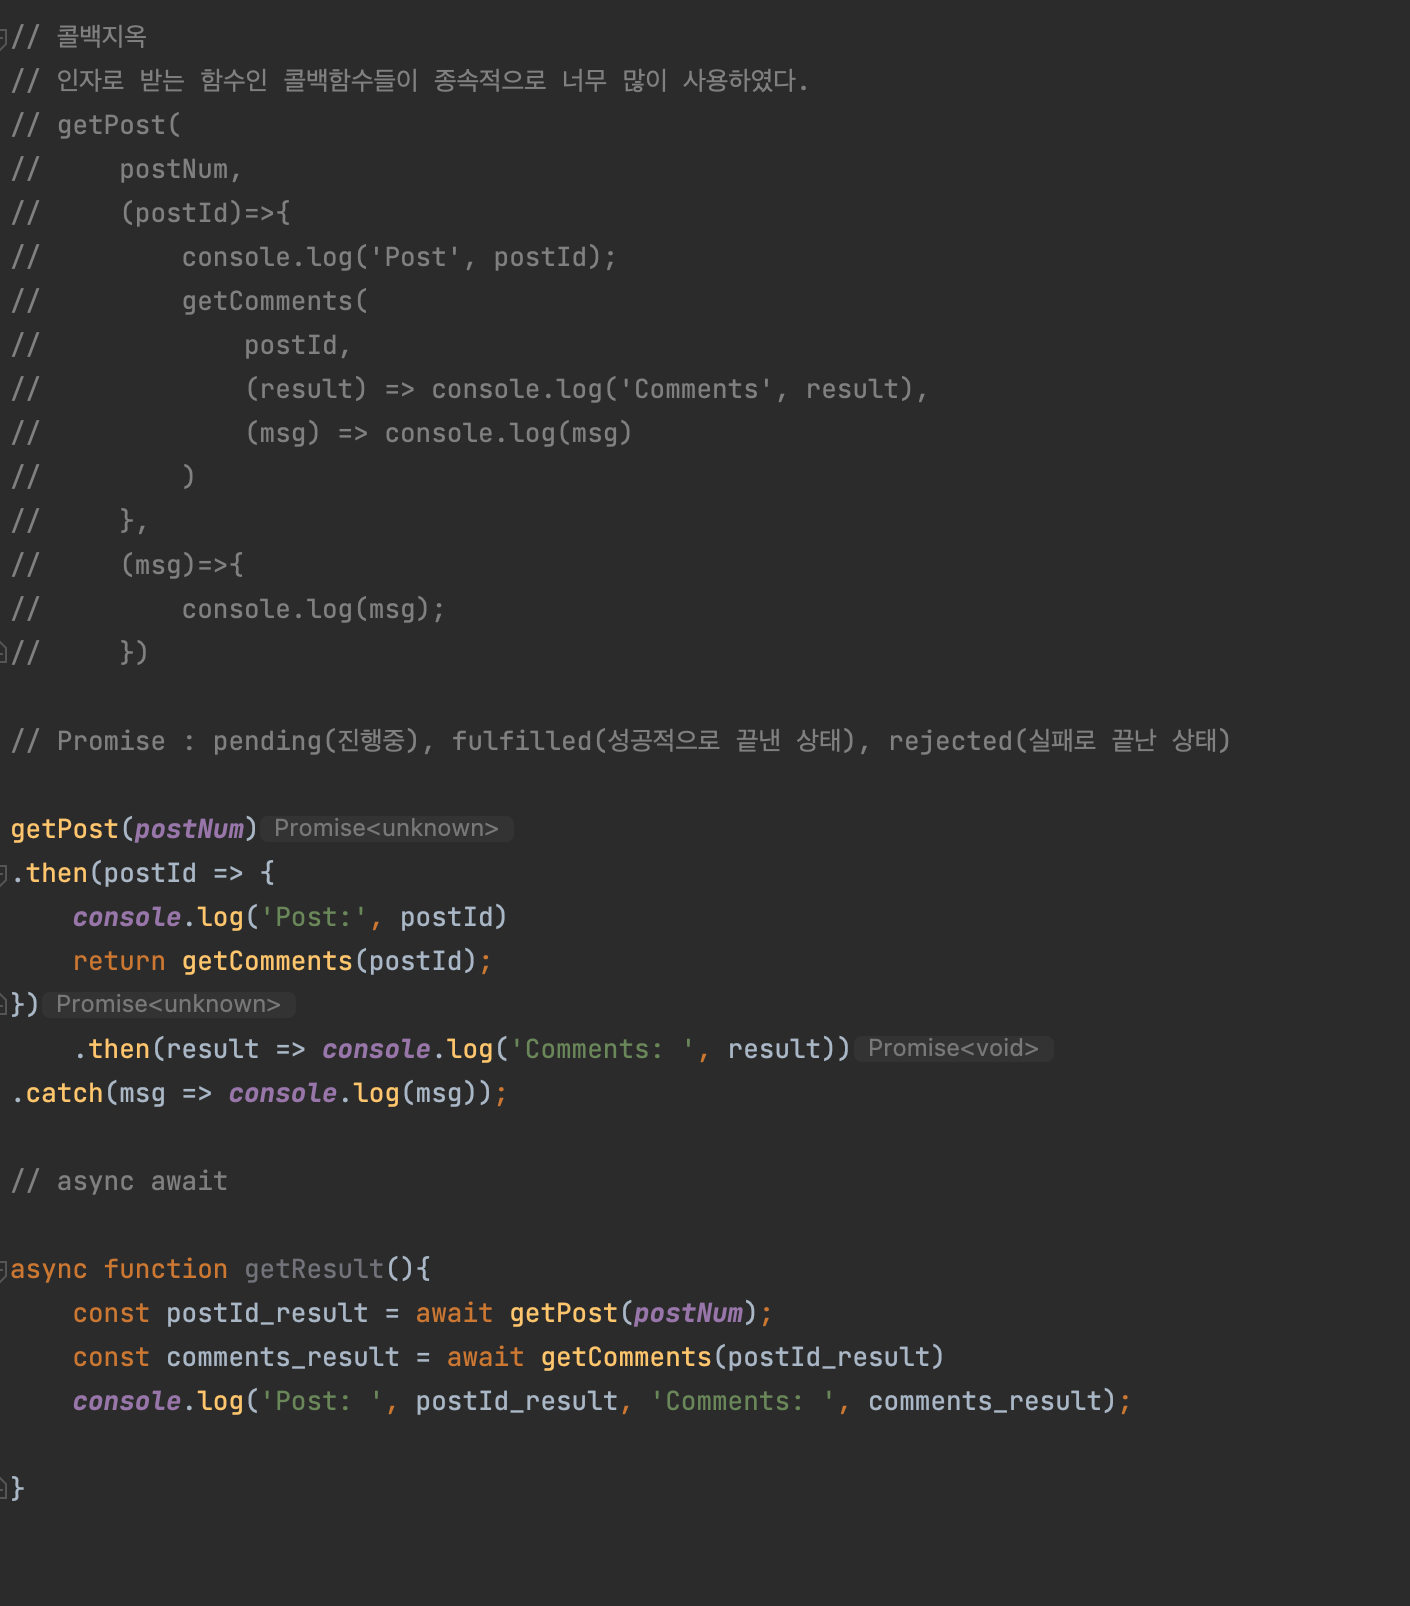 // 콜백지옥
// 인자로 받는 함수인 콜백함수들이 종속적으로 너무 많이 사용하였다.
// getPost(
//     postNum,
//     (postId)=>{
//         console.log('Post', postId);
//         getComments(
//             postId,
//             (result) => console.log('Comments', result),
//             (msg) => console.log(msg)
//         )
//     },
//     (msg)=>{
//         console.log(msg);
//     })
// Promise : pending(진행중), fulfilled(성공적으로 끝낸 상태), rejected(실패로 끝난 상태)
getPost(postNum) Promise<unknown>
.then(postId => {
    console.log('Post:', postId)
    return getComments(postId);
}) Promise<unknown>
    .then(result => console.log('Comments: ', result)) Promise<void>
.catch(msg => console.log(msg));
// async await
async function getResult(){
    const postId_result = await getPost(postNum);
    const comments_result = await getComments(postId_result)
    console.log('Post: ', postId_result, 'Comments: ', comments_result);
}